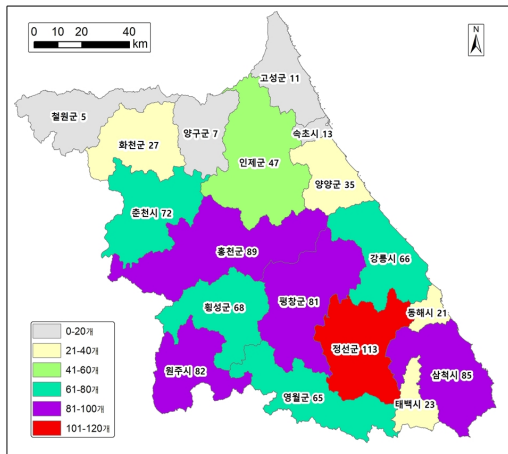 0 10 20 40
km
N
고성군 11
철원군 5
화천군 27
양구군 7
속초시 13
인제군 47
양양군 35
춘천시 72
홍천군 89
강릉시 66
횡성군 68
평창군 81
동해시 21
정선군 113
원주시 82
삼척시 85
영월군 65
태백시 23
0-20개
21-40개
41-60개
61-80개
81-100개
101-120개